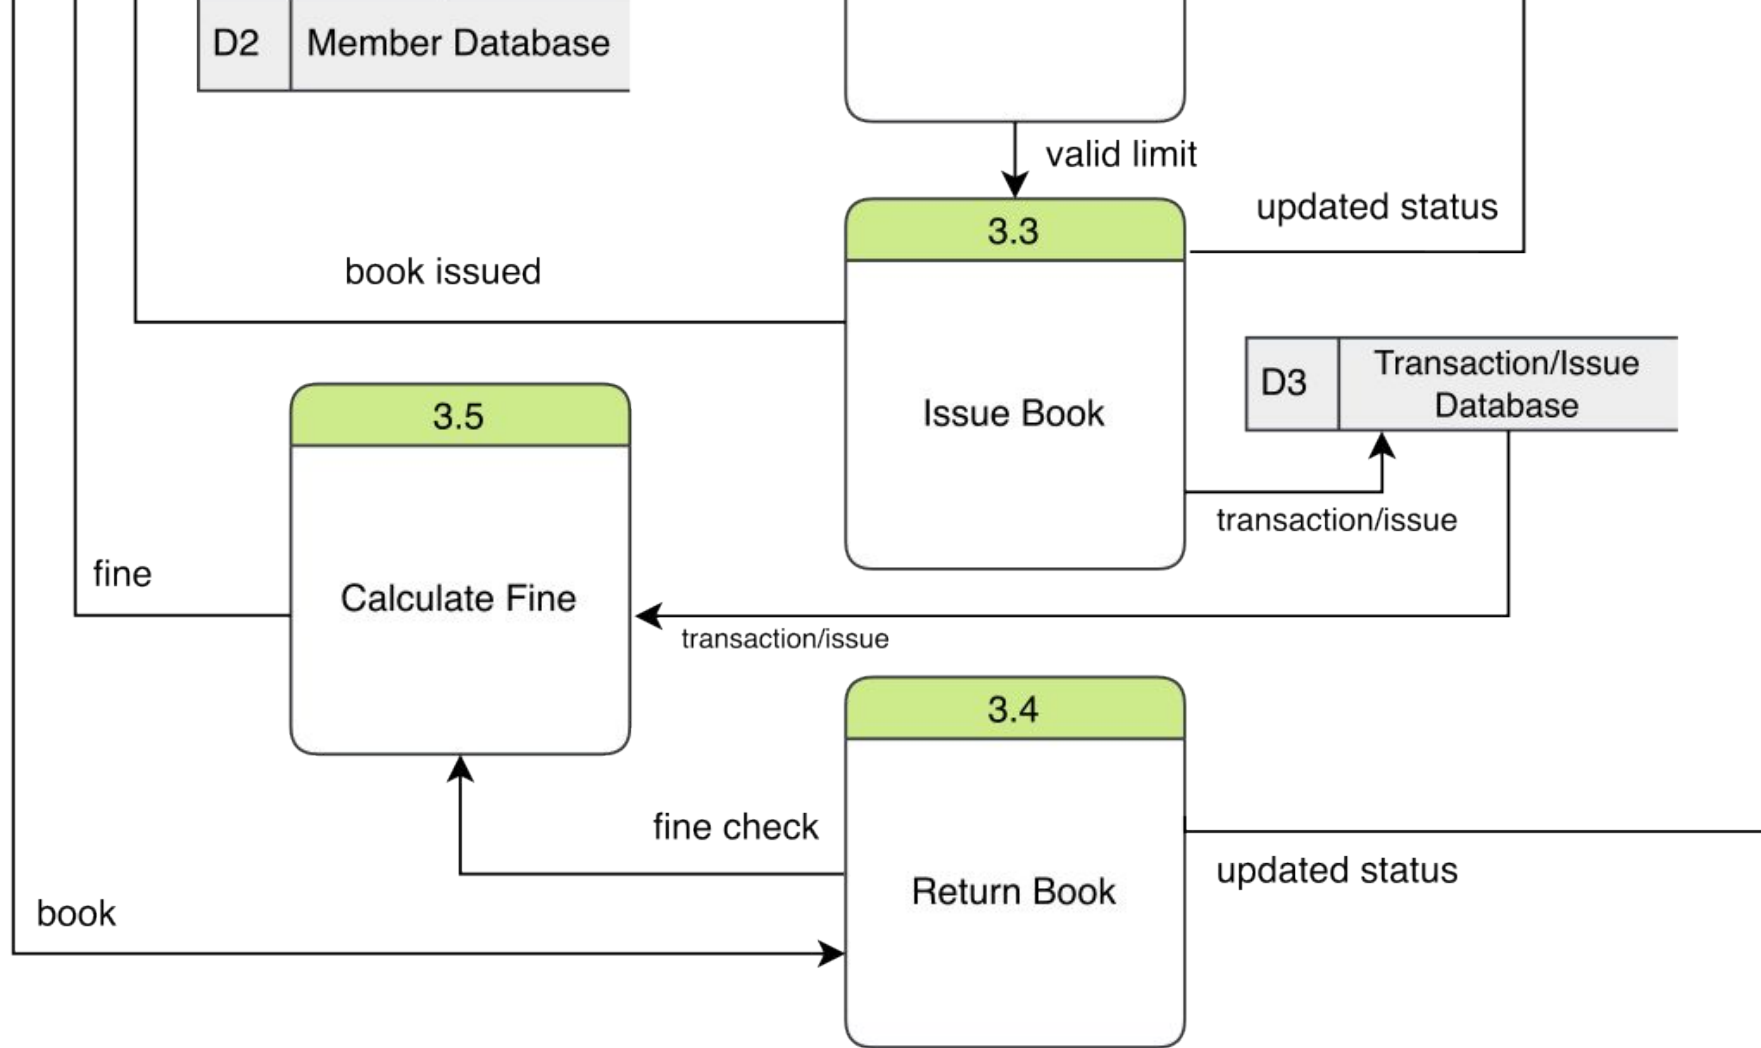 D2
Member Database
valid limit
updated status
3.3
book issued
Issue Book
D3
Transaction/Issue
Database
3.5
transaction/issue
fine
Calculate Fine
transaction/issue
3.4
fine check
updated status
Return Book
book